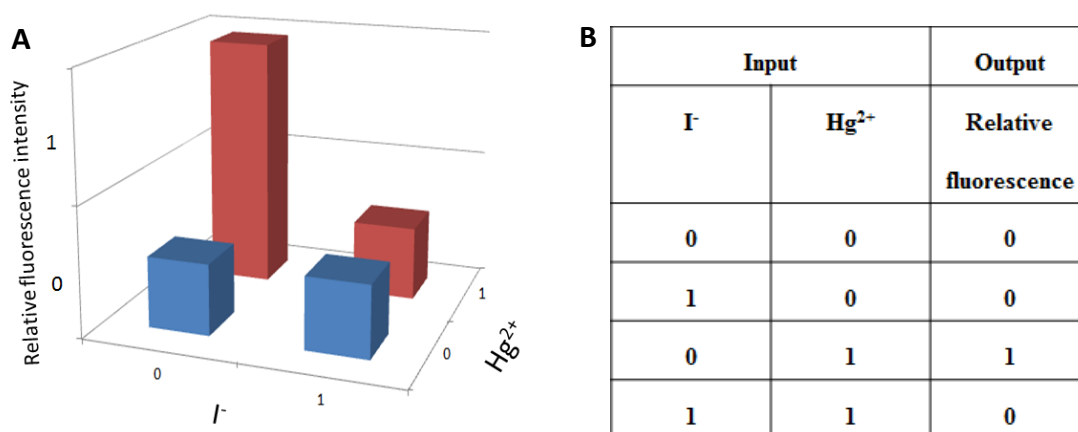 A
Relative fluorescence intensity
1
0
0
1
I⁻
0
1
Hg²⁺
B
Input Output
I⁻ Hg²⁺ Relative
fluorescence
0 0 0
1 0 0
0 1 1
1 1 0